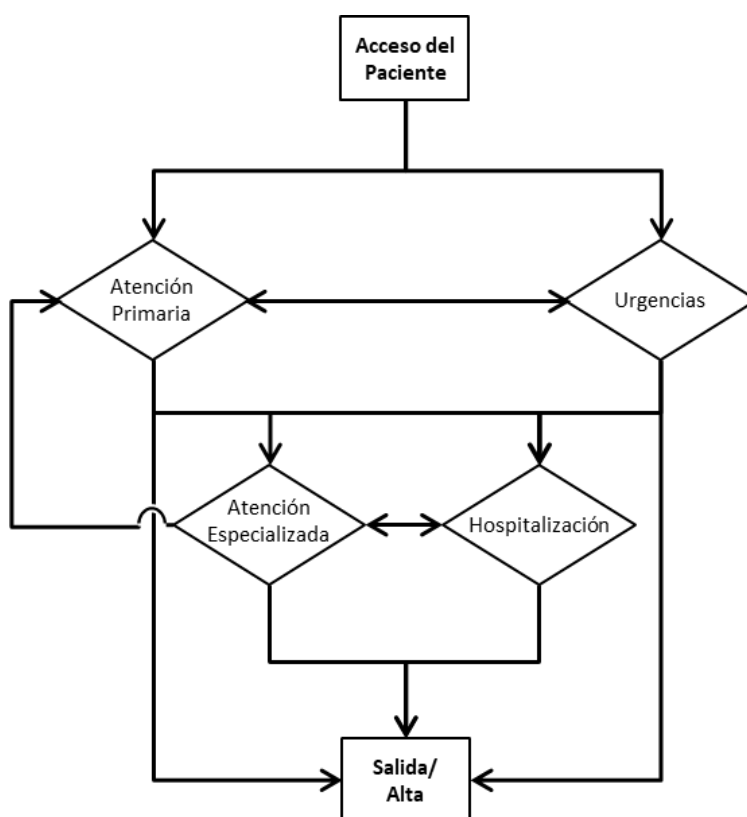 Acceso del
Paciente
Atención
Primaria
Urgencias
Atención
Especializada
Hospitalización
Salida/
Alta